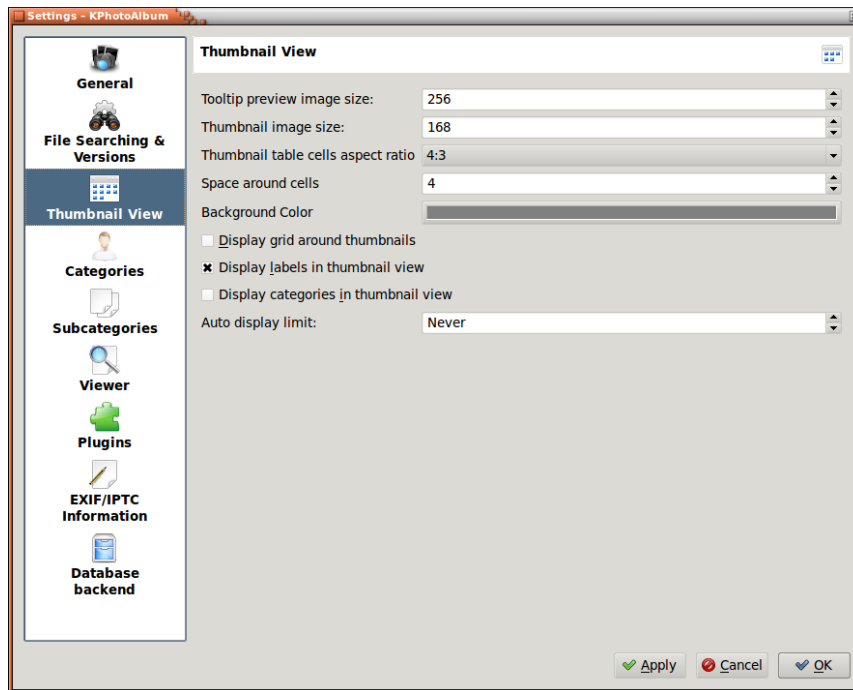 Settings – KPhotoAlbum
General
File Searching &
Versions
Thumbnail View
Categories
Subcategories
Viewer
Plugins
EXIF/IPTC
Information
Database
backend
Thumbnail View
Tooltip preview image size: 256
Thumbnail image size: 168
Thumbnail table cells aspect ratio 4:3
Space around cells 4
Background Color
Display grid around thumbnails
Display labels in thumbnail view
Display categories in thumbnail view
Auto display limit: Never
Apply Cancel OK